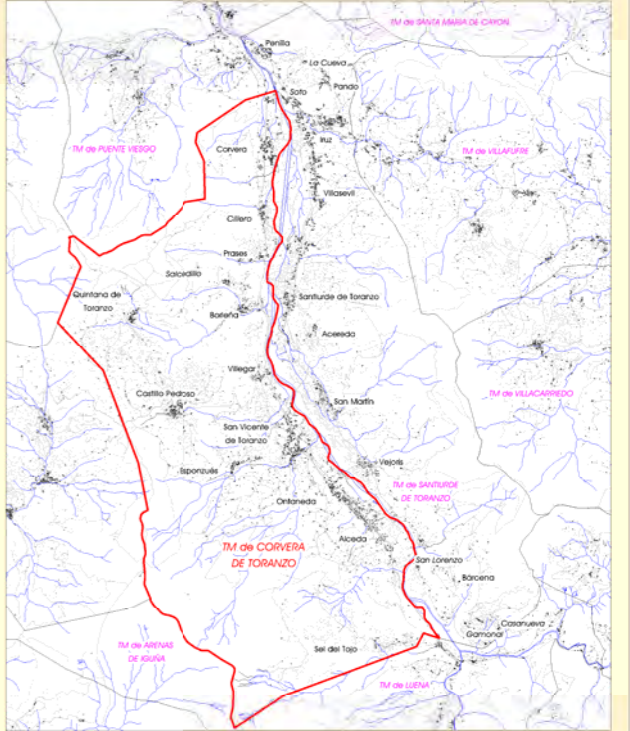 TM de SANTA MARIA DE CAYON
Penilla
La Cueva
Pando
Soto
Iruz
Corvera
TM de PUENTE VIESGO
TM de VILLAFUFRE
Villasevil
Cillero
Prases
Salcedillo
Quintana de
Toranzo
Santiurde de Toranzo
Borleña
Acereda
Villegar
Castillo Pedroso
TM de VILLACARRIEDO
San Martín
San Vicente
de Toranzo
Vejorís
Esponzués
TM de SANTIURDE
DE TORANZO
Ontaneda
Alceda
TM de CORVERA
DE TORANZO
San Lorenzo
Bárcena
Casanueva
Gamonar
TM de ARENAS
DE IGUÑA
Sel del Tojo
TM de LUENA